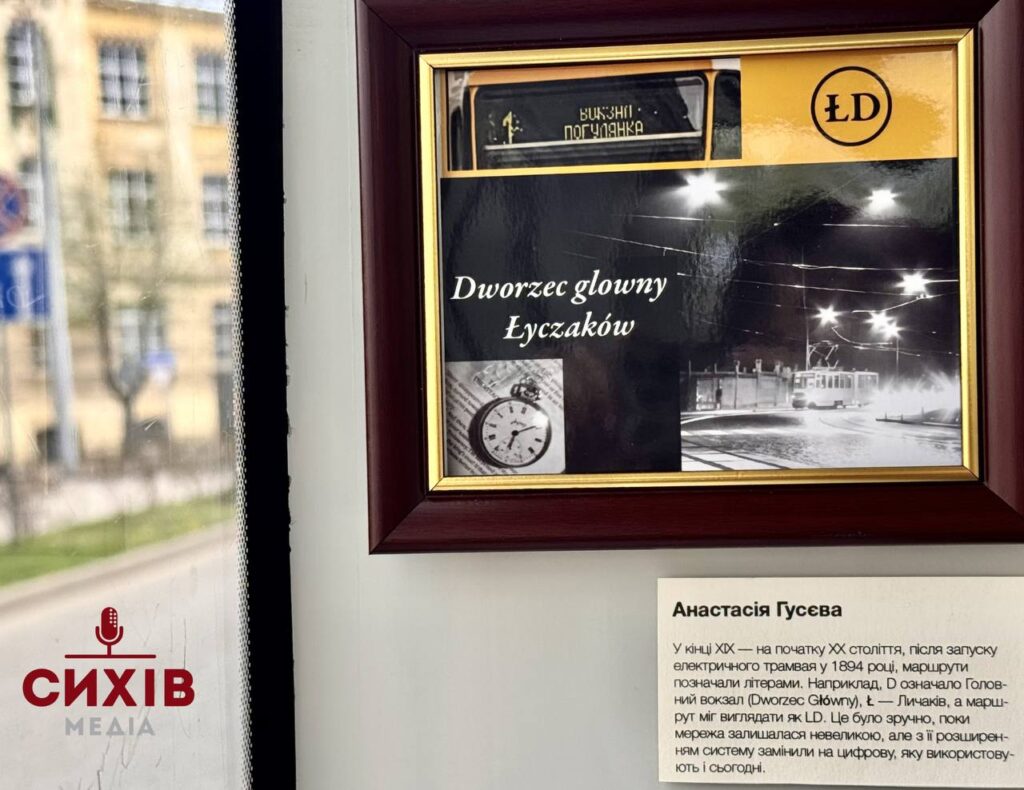 1 ВОКЗАЛ -
ПОГУЛЯНКА
ŁD
Dworzec glowny
Łyczaków
Анастасія Гусєва
У кінці XIX — на початку XX століття, після запуску
електричного трамвая у 1894 році, маршрути
позначали літерами. Наприклад, D означало Голов-
ний вокзал (Dworzec Główny), Ł — Личаків, а марш-
рут міг виглядати як LD. Це було зручно, поки
мережа залишалася невеликою, але з її розширен-
ням систему замінили на цифрову, яку використову-
ють і сьогодні.
СИХІВ
МЕДІА